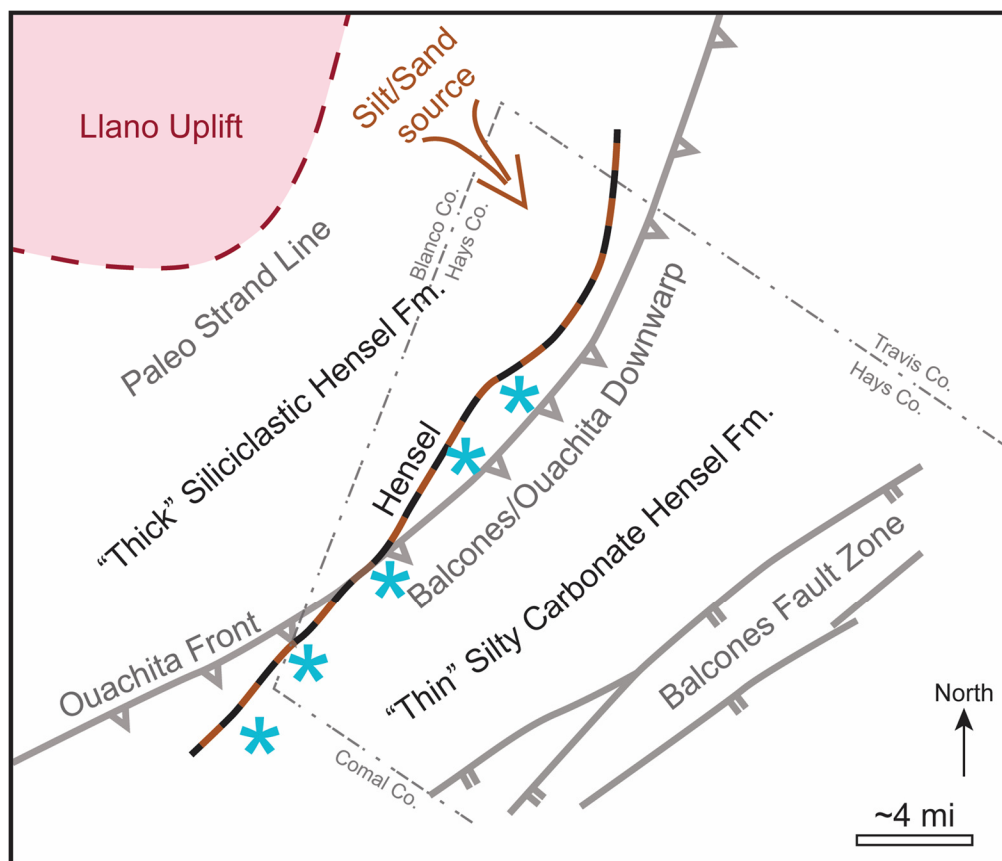 Llano Uplift
Silt/Sand
source
Paleo Strand Line
Blanco Co.
Hays Co.
“Thick” Siliciclastic Hensel Fm.
Hensel
Balcones/Ouachita Downwarp
Travis Co.
Hays Co.
“Thin” Silty Carbonate Hensel Fm.
Ouachita Front
Balcones Fault Zone
Comal Co.
North
~4 mi